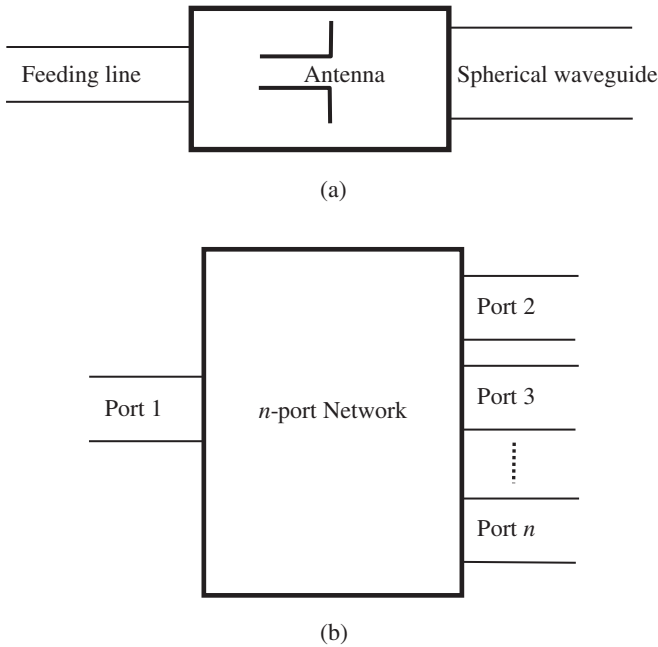 Feeding line
Antenna
Spherical waveguide
(a)
Port 2
Port 1
n-port Network
Port 3
Port n
(b)